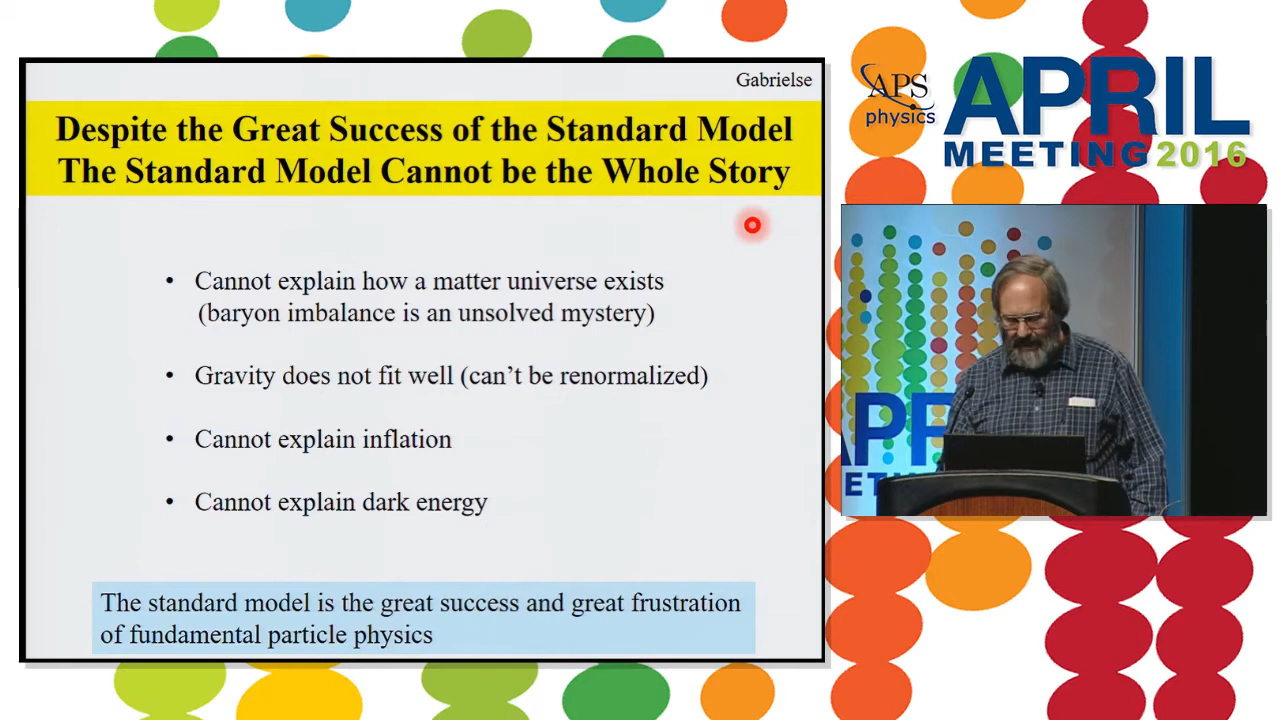 Gabrielse
Despite the Great Success of the Standard Model
The Standard Model Cannot be the Whole Story
• Cannot explain how a matter universe exists
(baryon imbalance is an unsolved mystery)
• Gravity does not fit well (can’t be renormalized)
• Cannot explain inflation
• Cannot explain dark energy
The standard model is the great success and great frustration
of fundamental particle physics
APS
physics
APRIL
MEETING 2016